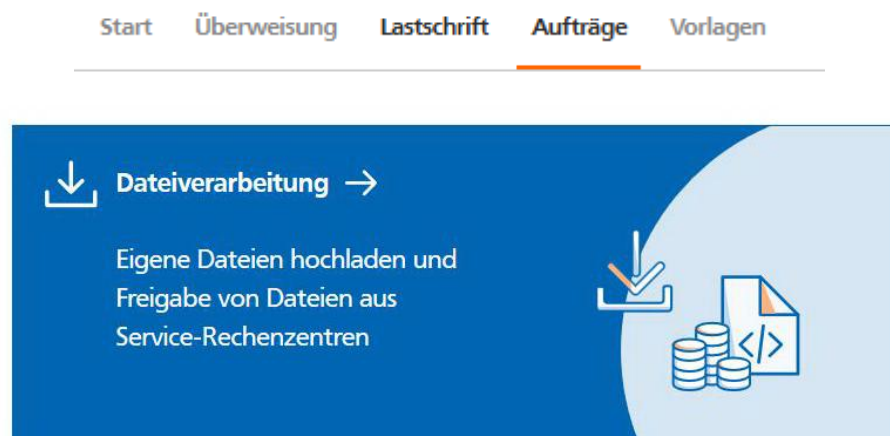 Start Überweisung Lastschrift Aufträge Vorlagen
Dateiverarbeitung →
Eigene Dateien hochladen und
Freigabe von Dateien aus
Service-Rechenzentren
</>